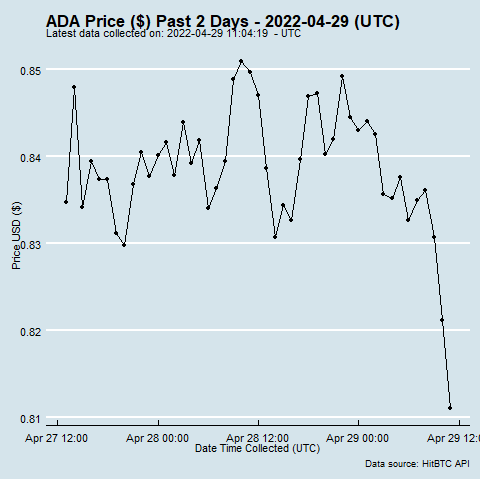 ADA Price ($) Past 2 Days - 2022-04-29 (UTC)
Latest data collected on: 2022-04-29 11:04:19 - UTC
0.85
0.84
0.83
0.82
0.81
Price USD ($)
Apr 27 12:00 Apr 28 00:00 Apr 28 12:00 Apr 29 00:00 Apr 29 12:00
Date Time Collected (UTC)
Data source: HitBTC API